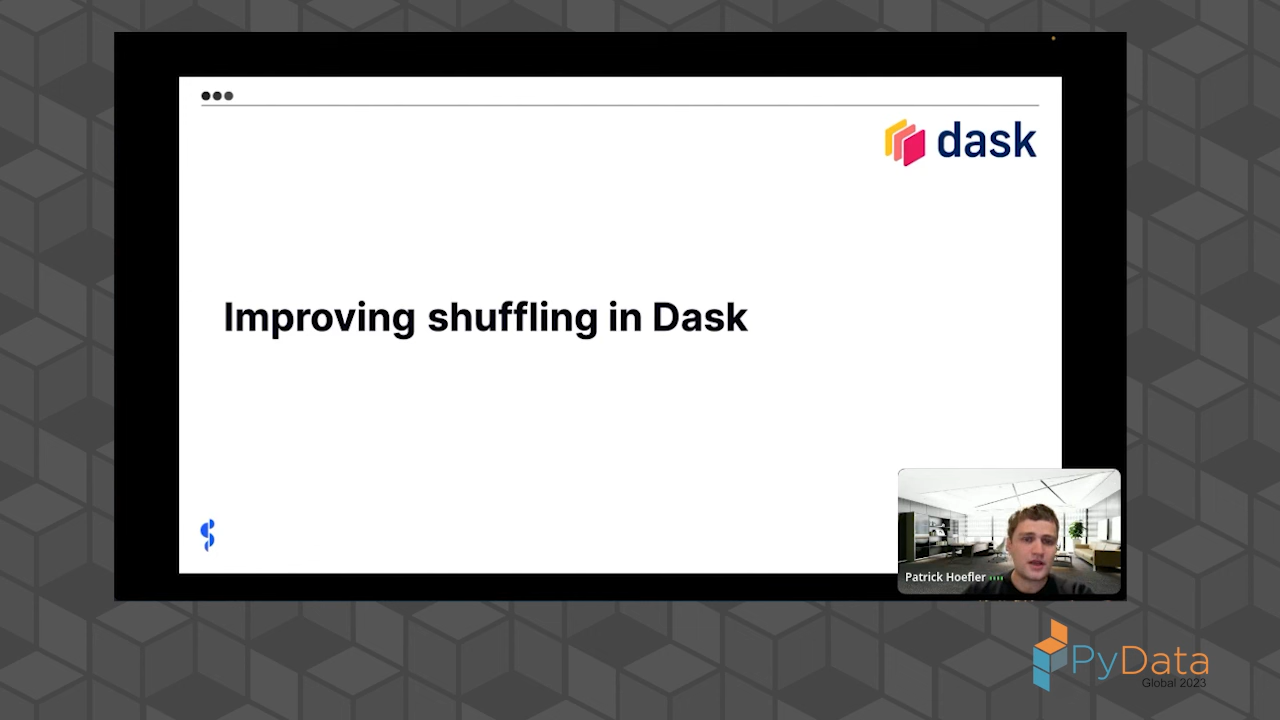 dask
Improving shuffling in Dask
Patrick Hoefler
PyData
Global 2023